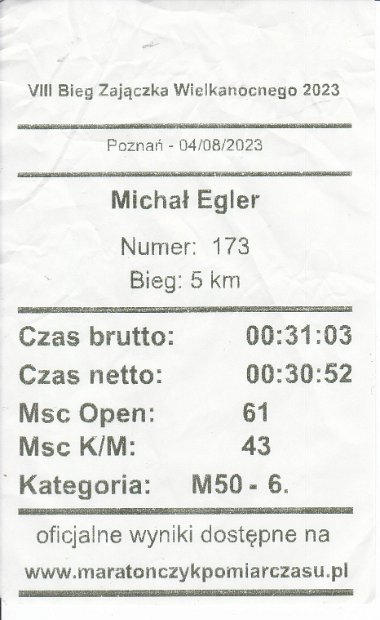 VIII Bieg Zajączka Wielkanocnego 2023
Poznań - 04/08/2023
Michał Egler
Numer: 173
Bieg: 5 km
Czas brutto: 00:31:03
Czas netto: 00:30:52
Msc Open: 61
Msc K/M: 43
Kategoria: M50 - 6.
oficjalne wyniki dostępne na
www.maratonczykpomiarczasu.pl